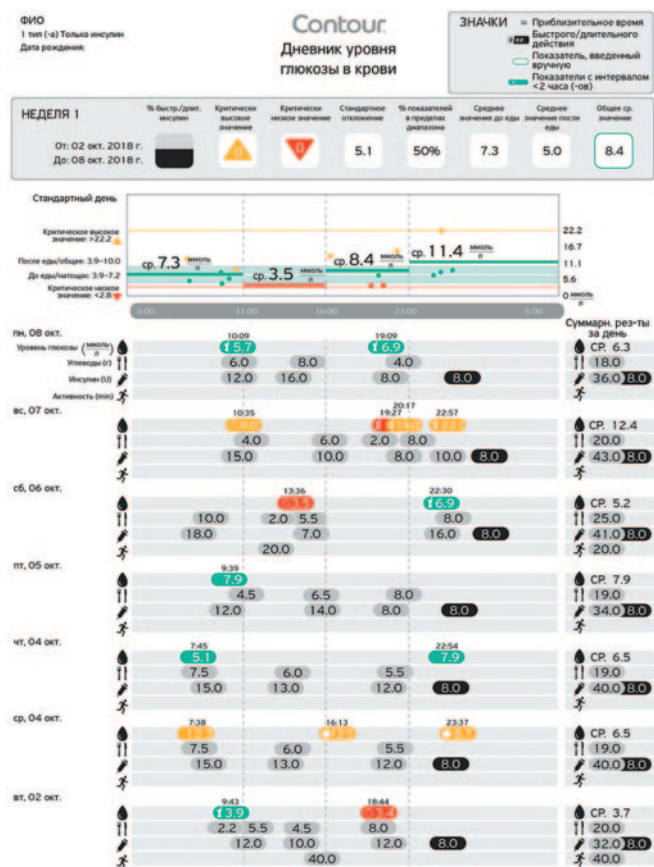 ФИО
1 тип (-а) Только инсулин
Дата рождения:
Contour
Дневник уровня
глюкозы в крови
ЗНАЧКИ
≈ Приблизительное время
Быстрого/длительного
действия
Показатель, введенный
вручную
Показатели с интервалом
<2 часа (-ов)
НЕДЕЛЯ 1
От: 02 окт. 2018 г.
До: 08 окт. 2018 г.
% быстр./длит.
инсулин
Критически
высокое
значение
Критически
низкое значение
Стандартное
отклонение
5.1
% показателей
в пределах
диапазона
50%
Среднее
значение до еды
7.3
Среднее
значение после
еды
5.0
Общее ср.
значение
8.4
Стандартный день
Критическое высокое
значение: >22.2
После еды/общее: 3.9–10.0
До еды/натощак: 3.9–7.2
Критическое низкое
значение: <2.8
ср. 7.3 ммоль/л
ср. 3.5 ммоль/л
ср. 8.4 ммоль/л
ср. 11.4 ммоль/л
22.2
16.7
11.1
5.6
0 ммоль/л
5:00 11:00 16:00 21:00 5:00
Суммарн. рез-ты
за день
пн, 08 окт.
10:09 19:09
Уровень глюкозы (ммоль/л) 5.7 6.9 СР. 6.3
Углеводы (г) 6.0 8.0 4.0 18.0
Инсулин (U) 12.0 16.0 8.0 8.0 36.0 8.0
Активность (min)
вс, 07 окт.
10:35 19:27 20:17 22:57
СР. 12.4
4.0 6.0 2.0 8.0 20.0
15.0 10.0 8.0 10.0 8.0 43.0 8.0
сб, 06 окт.
13:36 22:30
3.5 6.9 СР. 5.2
10.0 2.0 5.5 8.0 25.0
18.0 7.0 16.0 8.0 41.0 8.0
20.0 20.0
пт, 05 окт.
9:39
7.9 СР. 7.9
4.5 6.5 8.0 19.0
12.0 14.0 8.0 8.0 34.0 8.0
чт, 04 окт.
7:45 22:54
5.1 7.9 СР. 6.5
7.5 6.0 5.5 19.0
15.0 13.0 12.0 8.0 40.0 8.0
ср, 04 окт.
7:38 16:13 23:37
СР. 6.5
7.5 6.0 5.5 19.0
15.0 13.0 12.0 8.0 40.0 8.0
вт, 02 окт.
9:43 18:44
3.9 3.4 СР. 3.7
2.2 5.5 4.5 8.0 20.0
12.0 10.0 12.0 8.0 32.0 8.0
40.0 40.0